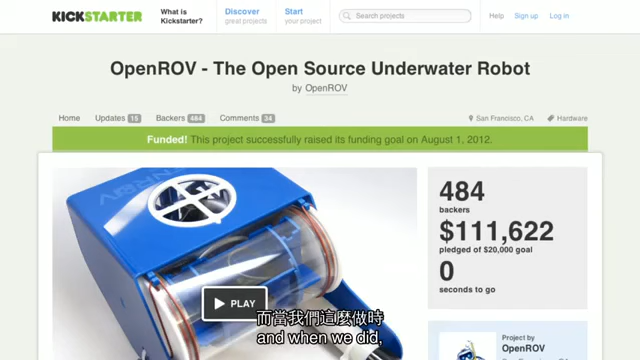 KICKSTARTER
What is Kickstarter?
Discover great projects
Start your project
Search projects
Help
Sign up
Log in
OpenROV - The Open Source Underwater Robot
by OpenROV
Home
Updates 15
Backers 484
Comments 34
San Francisco, CA
Hardware
Funded! This project successfully raised its funding goal on August 1, 2012.
484
backers
$111,622
pledged of $20,000 goal
0
seconds to go
PLAY
而當我們這麼做時
and when we did,
Project by
OpenROV